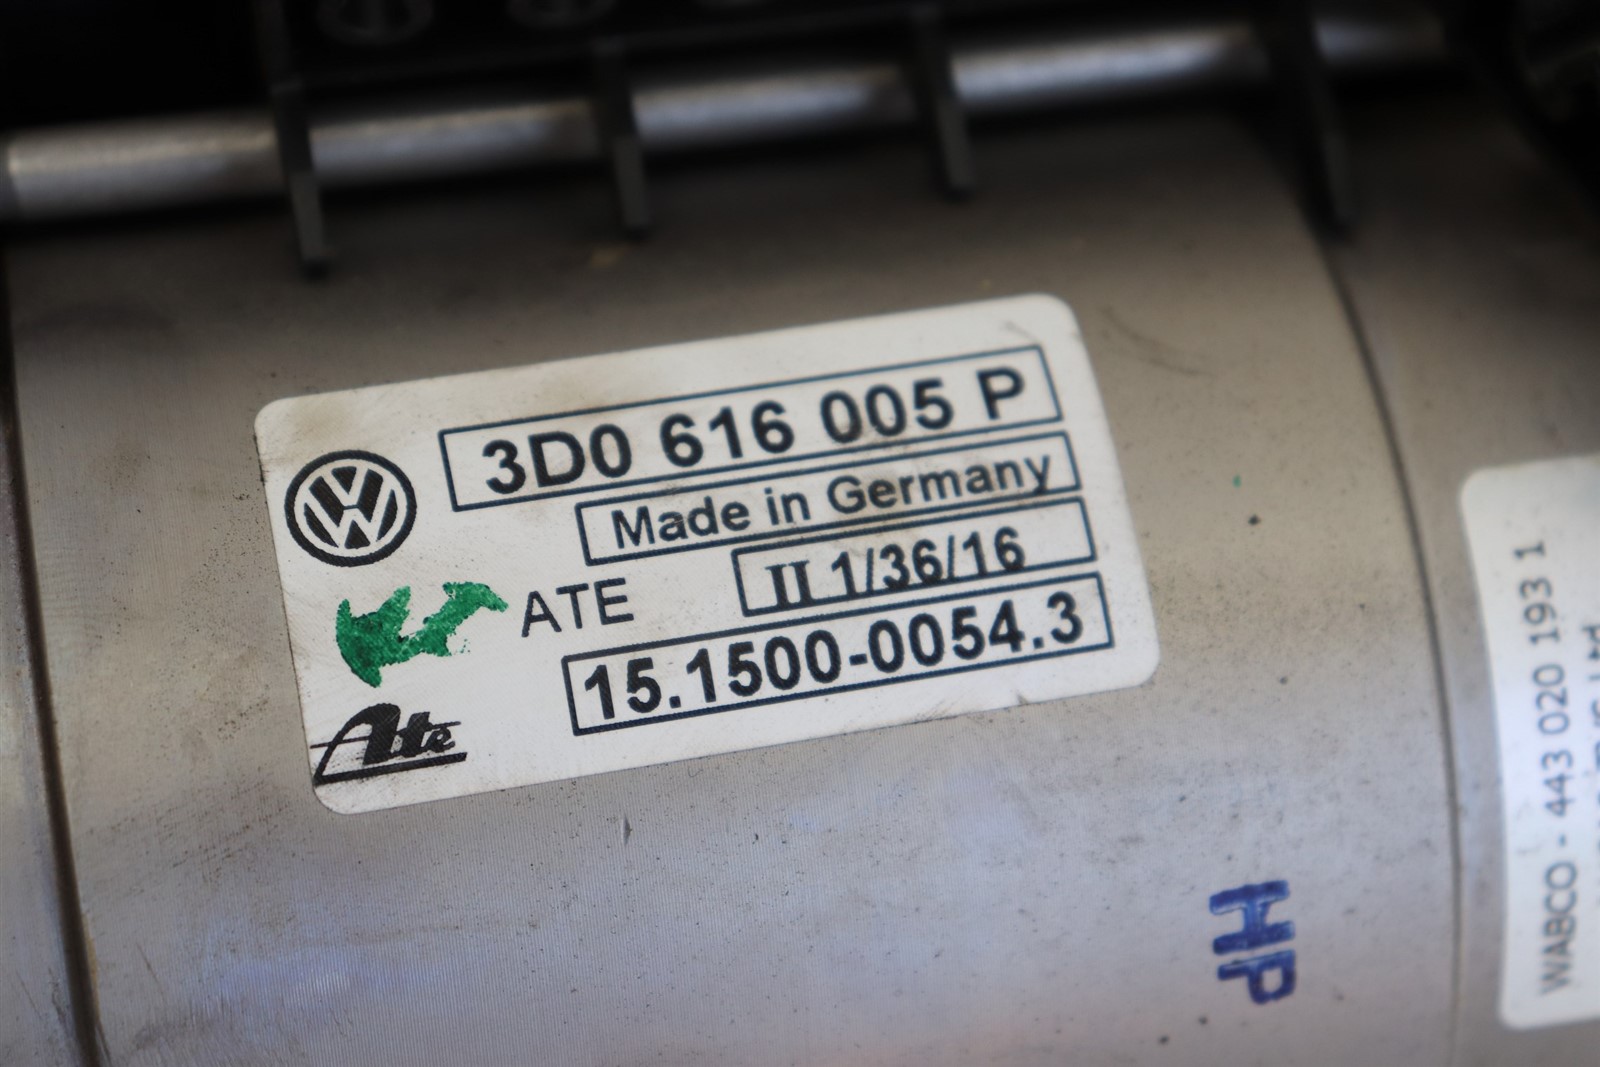 3D0 616 005 P
Made in Germany
ATE II 1/36/16
15.1500-0054.3
Ate
HP
WABCO - 443 020 193 1